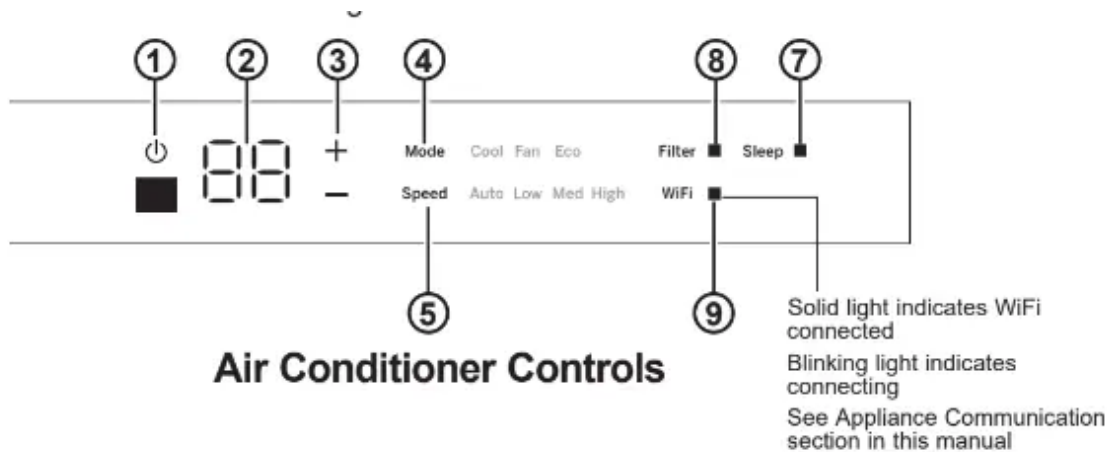 1 2 3 4 8 7
88 + Mode Cool Fan Eco Filter Sleep
− Speed Auto Low Med High WiFi
5 9
Air Conditioner Controls
Solid light indicates WiFi
connected
Blinking light indicates
connecting
See Appliance Communication
section in this manual